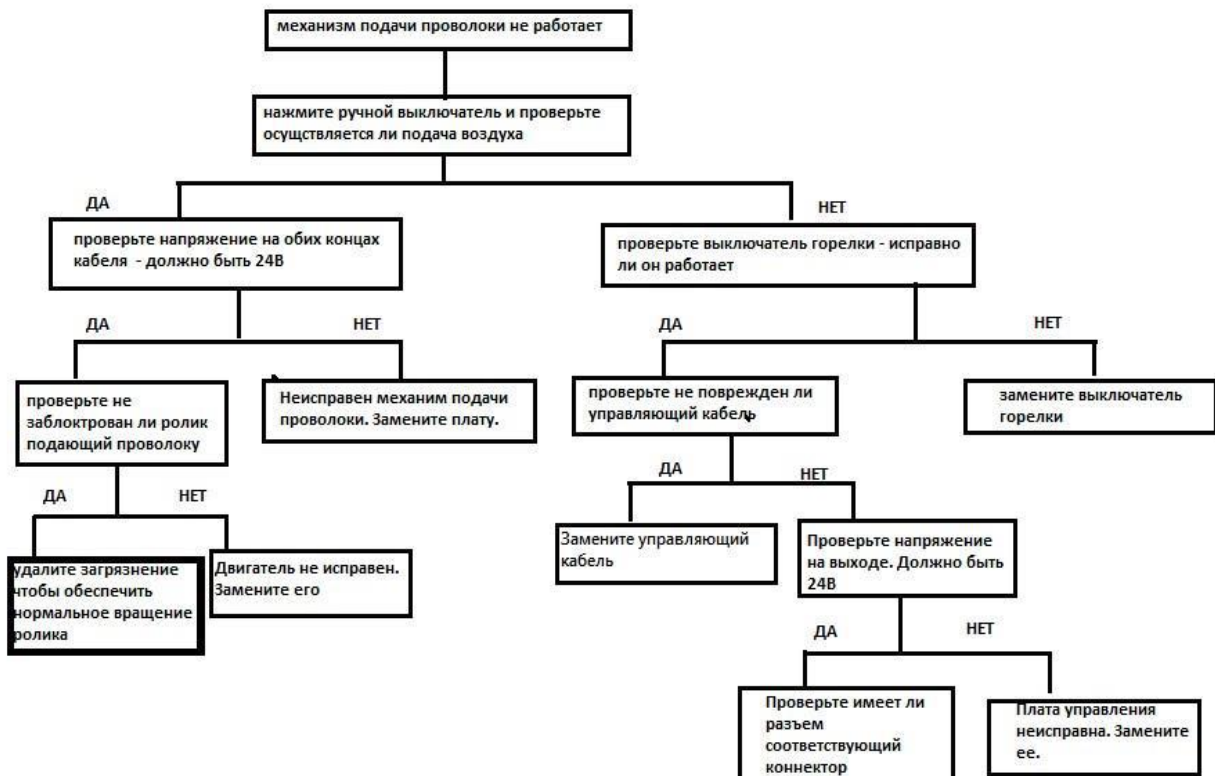 механизм подачи проволоки не работает
нажмите ручной выключатель и проверьте
осущствляется ли подача воздуха
ДА
НЕТ
проверьте напряжение на обих концах
кабеля - должно быть 24В
проверьте выключатель горелки - исправно
ли он работает
ДА
НЕТ
ДА
НЕТ
проверьте не
заблоктрован ли ролик
подающий проволоку
Неисправен механим подачи
проволоки. Замените плату.
проверьте не поврежден ли
управляющий кабель
замените выключатель
горелки
ДА
НЕТ
ДА
НЕТ
удалите загрязнение
чтобы обеспечить
нормальное вращение
ролика
Двигатель не исправен.
Замените его
Замените управляющий
кабель
Проверьте напряжение
на выходе. Должно быть
24В
ДА
НЕТ
Проверьте имеет ли
разъем
соответствующий
коннектор
Плата управления
неисправна. Замените
ее.